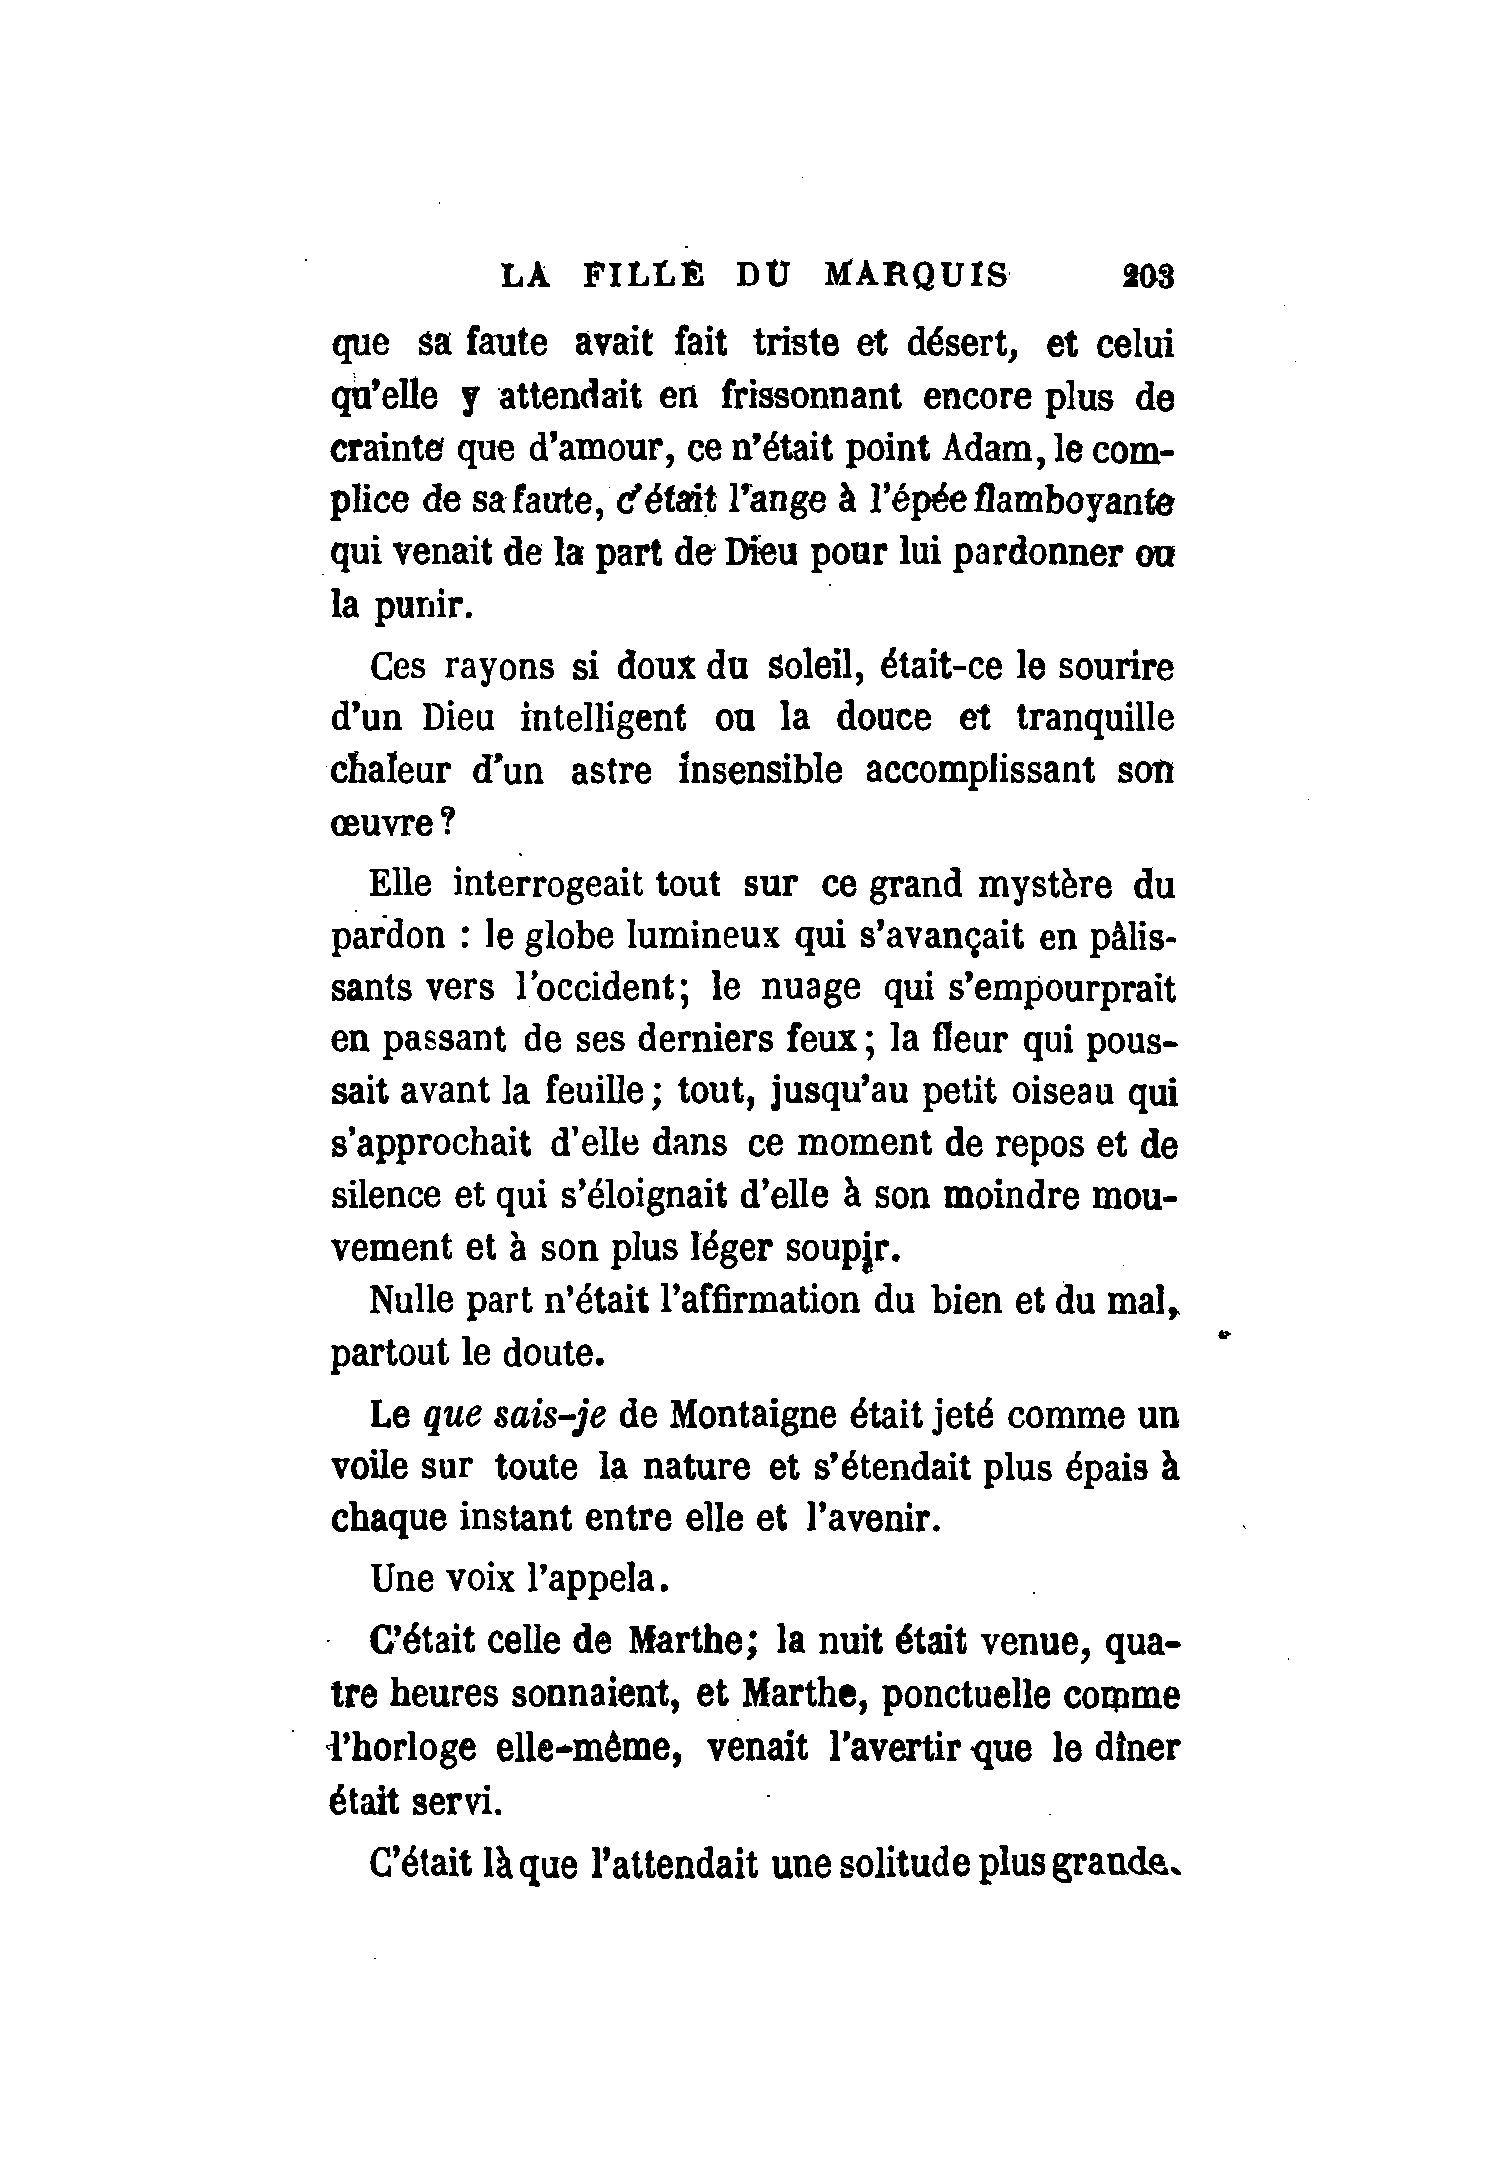 LA FILLE DU MARQUIS 203
que sa faute avait fait triste et désert, et celui
qu'elle y attendait en frissonnant encore plus de
crainte que d'amour, ce n'était point Adam, le com-
plice de sa faute, c'était l'ange à l'épée flamboyante
qui venait de la part de Dieu pour lui pardonner ou
la punir.
Ces rayons si doux du soleil, était-ce le sourire
d'un Dieu intelligent ou la douce et tranquille
chaleur d'un astre insensible accomplissant son
œuvre ?
Elle interrogeait tout sur ce grand mystère du
pardon : le globe lumineux qui s'avançait en pâlis-
sants vers l'occident; le nuage qui s'empourprait
en passant de ses derniers feux ; la fleur qui pous-
sait avant la feuille ; tout, jusqu'au petit oiseau qui
s'approchait d'elle dans ce moment de repos et de
silence et qui s'éloignait d'elle à son moindre mou-
vement et à son plus léger soupir.
Nulle part n'était l'affirmation du bien et du mal,
partout le doute.
Le que sais-je de Montaigne était jeté comme un
voile sur toute la nature et s'étendait plus épais à
chaque instant entre elle et l'avenir.
Une voix l'appela.
C'était celle de Marthe; la nuit était venue, qua-
tre heures sonnaient, et Marthe, ponctuelle comme
l'horloge elle-même, venait l'avertir que le dîner
était servi.
C'était là que l'attendait une solitude plus grande.